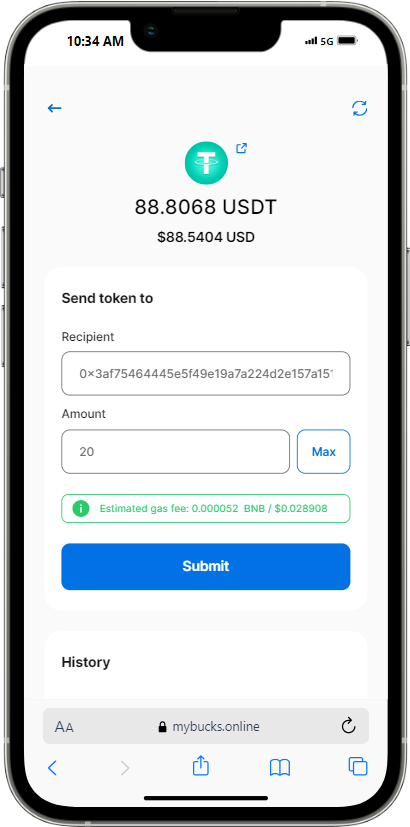 10:34 AM
5G
88.8068 USDT
$88.5404 USD
Send token to
Recipient
0x3af75464445e5f49e19a7a224d2e157a15
Amount
20
Max
Estimated gas fee: 0.000052 BNB / $0.028908
Submit
History
AA
mybucks.online